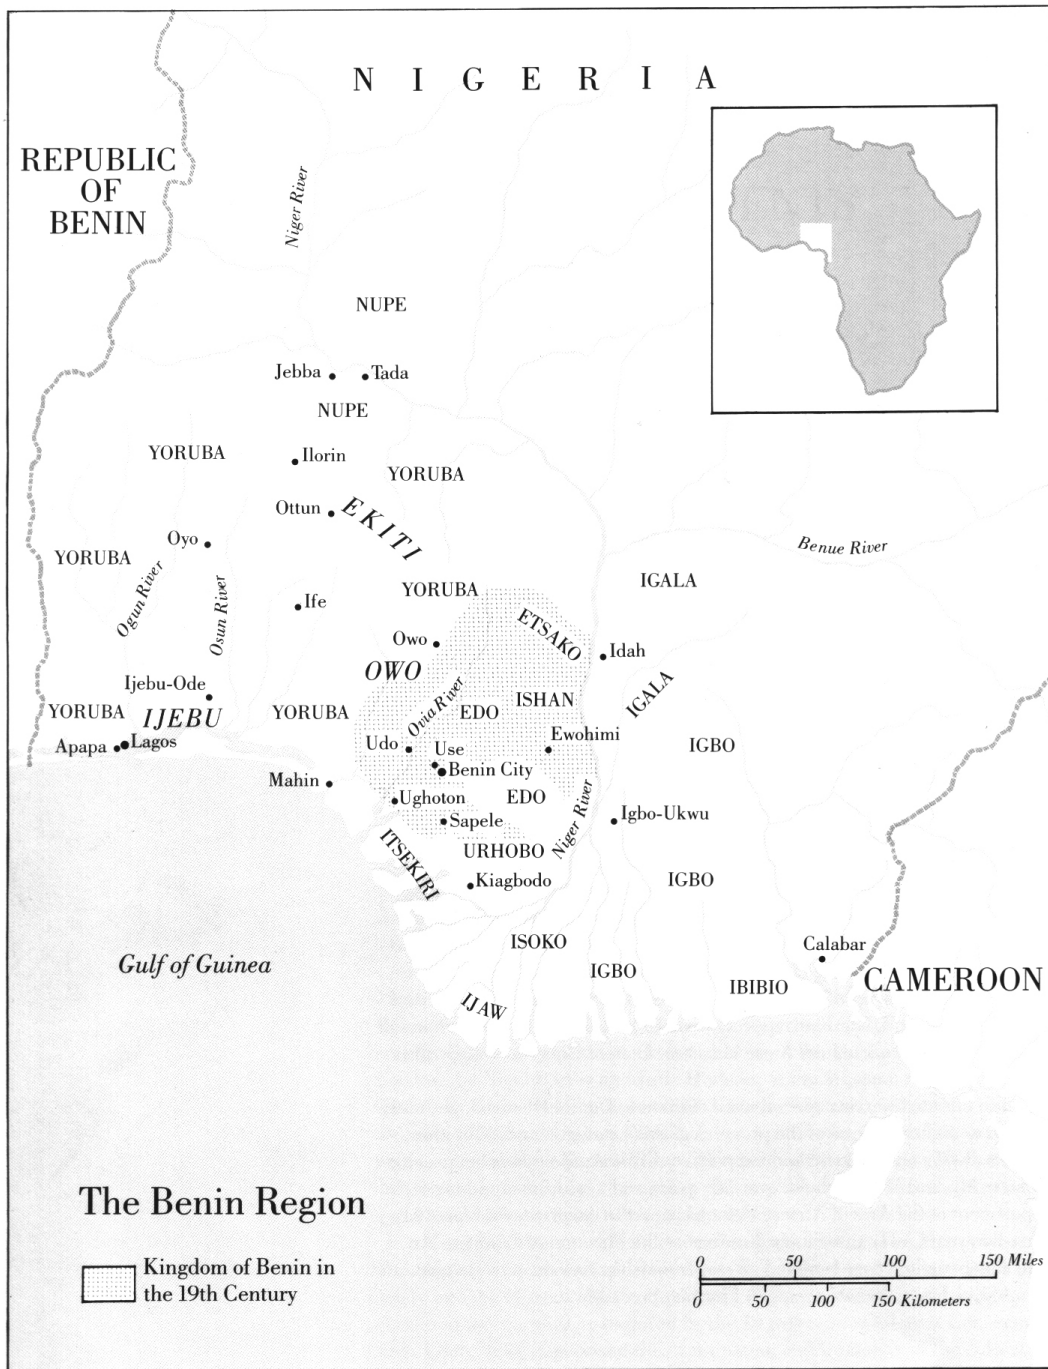 NIGERIA
REPUBLIC
OF
BENIN
Niger River
NUPE
Jebba
Tada
NUPE
YORUBA
Ilorin
YORUBA
Ottun
EKITI
Oyo
Benue River
YORUBA
IGALA
YORUBA
Ogun River
Osun River
Ife
ETSAKO
Owo
Idah
OWO
Ijebu-Ode
ISHAN
IGALA
YORUBA
IJEBU
YORUBA
Ovia River
EDO
Apapa
Lagos
Udo
Use
Ewohimi
IGBO
Benin City
Mahin
Ughoton
EDO
Niger River
Igbo-Ukwu
Sapele
ITSEKIRI
URHOBO
Kiagbodo
IGBO
ISOKO
Calabar
Gulf of Guinea
IGBO
IBIBIO
CAMEROON
IJAW
The Benin Region
Kingdom of Benin in
the 19th Century
0 50 100 150 Miles
0 50 100 150 Kilometers